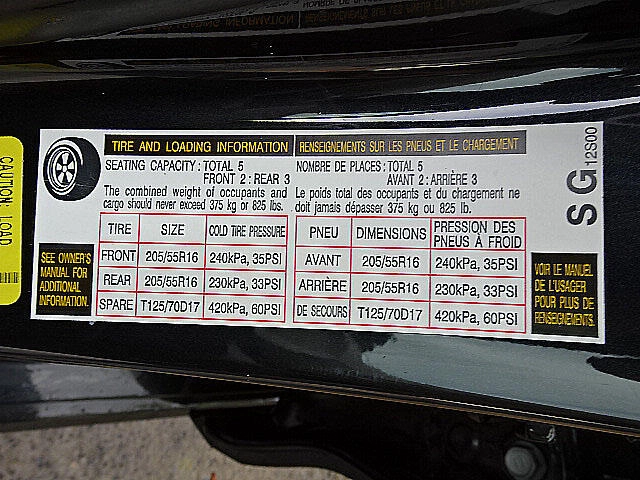 TIRE AND LOADING INFORMATION
SEATING CAPACITY : TOTAL 5
FRONT 2 : REAR 3
The combined weight of occupants and
cargo should never exceed 375 kg or 825 lbs.
RENSEIGNEMENTS SUR LES PNEUS ET LE CHARGEMENT
NOMBRE DE PLACES: TOTAL 5
AVANT 2 : ARRIÈRE 3
Le poids total des occupants et du chargement ne
doit jamais dépasser 375 kg ou 825 lb.
SEE OWNER'S
MANUAL FOR
ADDITIONAL
INFORMATION.
TIRE SIZE COLD TIRE PRESSURE
FRONT 205/55R16 240kPa, 35PSI
REAR 205/55R16 230kPa, 33PSI
SPARE T125/70D17 420kPa, 60PSI
PNEU DIMENSIONS PRESSION DES
PNEUS À FROID
AVANT 205/55R16 240kPa, 35PSI
ARRIÈRE 205/55R16 230kPa, 33PSI
DE SECOURS T125/70D17 420kPa, 60PSI
VOIR LE MANUEL
DE L'USAGER
POUR PLUS DE
RENSEIGNEMENTS.
SG
12S00
CAUTION: LOAD